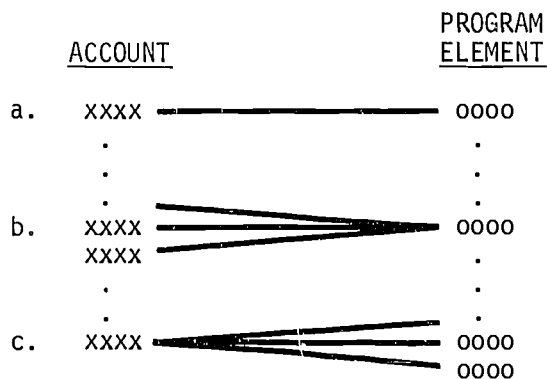 PROGRAM
ACCOUNT ELEMENT
a. XXXX OOOO
. .
. .
. .
b. XXXX OOOO
XXXX .
. .
. .
c. XXXX OOOO
OOOO